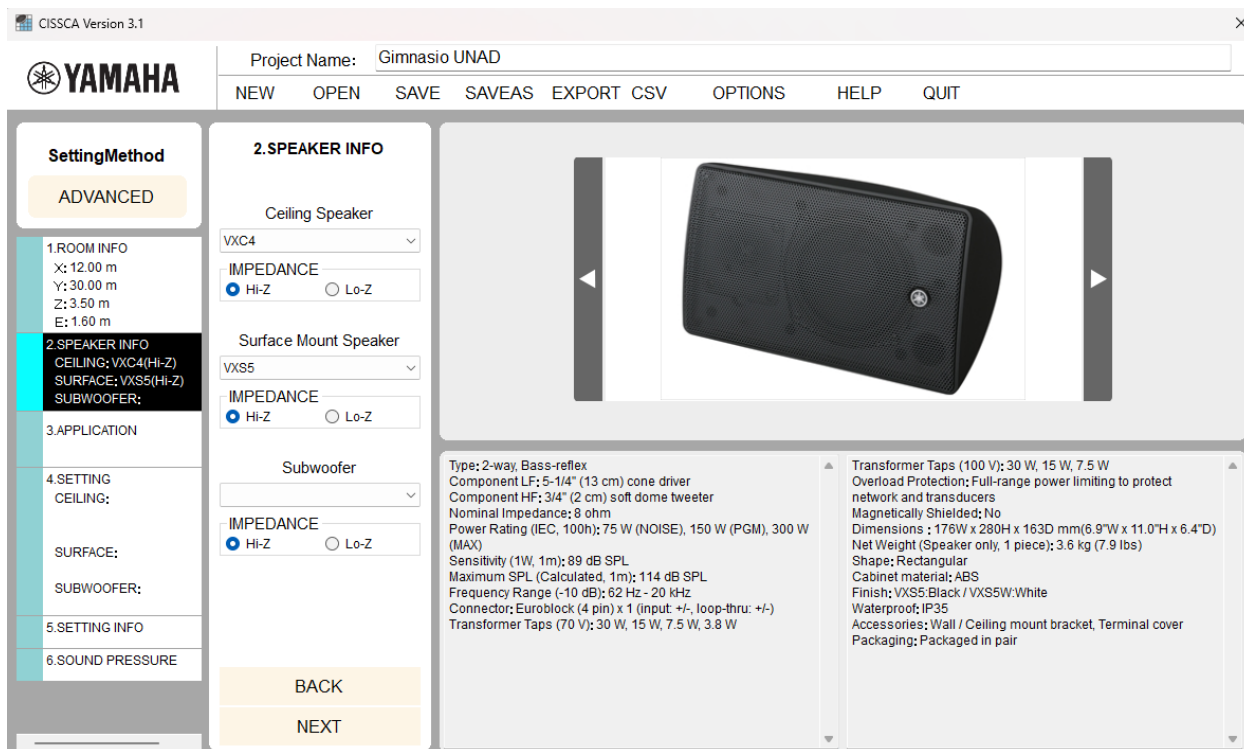 CISSCA Version 3.1
YAMAHA
Project Name: Gimnasio UNAD
NEW OPEN SAVE SAVEAS EXPORT CSV OPTIONS HELP QUIT
SettingMethod
ADVANCED
1.ROOM INFO
X: 12.00 m
Y: 30.00 m
Z: 3.50 m
E: 1.60 m
2.SPEAKER INFO
CEILING: VXC4(Hi-Z)
SURFACE: VXS5(Hi-Z)
SUBWOOFER:
3.APPLICATION
4.SETTING
CEILING:
SURFACE:
SUBWOOFER:
5.SETTING INFO
6.SOUND PRESSURE
2.SPEAKER INFO
Ceiling Speaker
VXC4
IMPEDANCE
Hi-Z Lo-Z
Surface Mount Speaker
VXS5
IMPEDANCE
Hi-Z Lo-Z
Subwoofer
IMPEDANCE
Hi-Z Lo-Z
BACK
NEXT
Type: 2-way, Bass-reflex
Component LF: 5-1/4" (13 cm) cone driver
Component HF: 3/4" (2 cm) soft dome tweeter
Nominal Impedance: 8 ohm
Power Rating (IEC, 100h): 75 W (NOISE), 150 W (PGM), 300 W
(MAX)
Sensitivity (1W, 1m): 89 dB SPL
Maximum SPL (Calculated, 1m): 114 dB SPL
Frequency Range (-10 dB): 62 Hz - 20 kHz
Connector: Euroblock (4 pin) x 1 (input: +/-, loop-thru: +/-)
Transformer Taps (70 V): 30 W, 15 W, 7.5 W, 3.8 W
Transformer Taps (100 V): 30 W, 15 W, 7.5 W
Overload Protection: Full-range power limiting to protect
network and transducers
Magnetically Shielded: No
Dimensions : 176W x 280H x 163D mm(6.9"W x 11.0"H x 6.4"D)
Net Weight (Speaker only, 1 piece): 3.6 kg (7.9 lbs)
Shape: Rectangular
Cabinet material: ABS
Finish: VXS5:Black / VXS5W:White
Waterproof: IP35
Accessories: Wall / Ceiling mount bracket, Terminal cover
Packaging: Packaged in pair